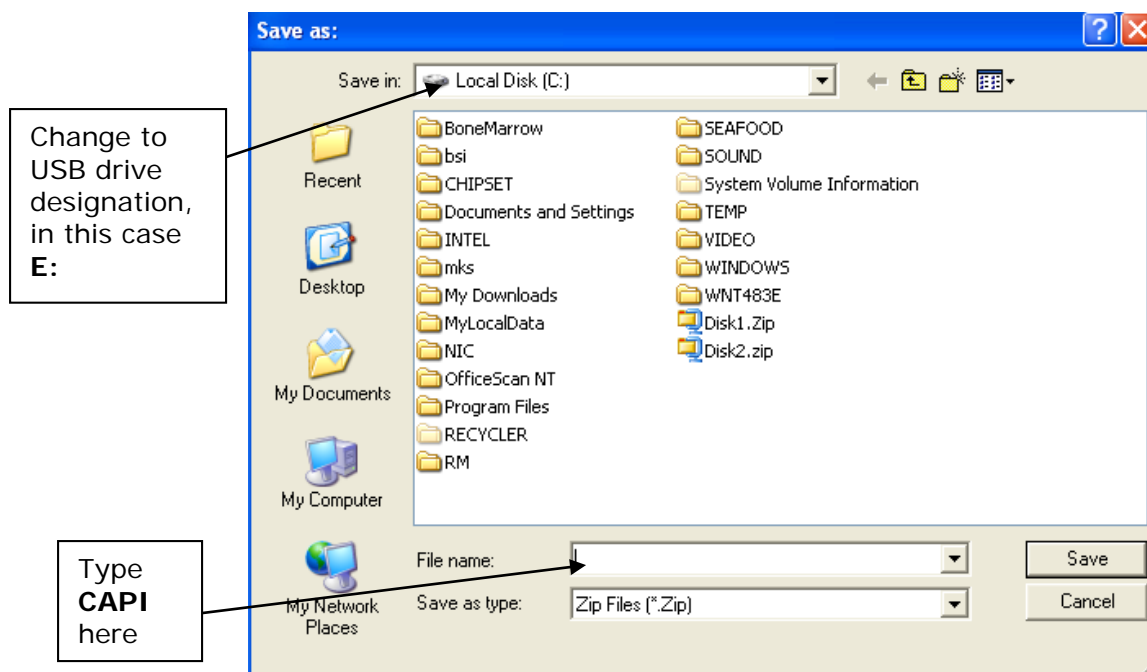 Save as:
Save in:
Local Disk (C:)
Change to
USB drive
designation,
in this case
E:
Recent
Desktop
My Documents
My Computer
My Network
Places
BoneMarrow
bsi
CHIPSET
Documents and Settings
INTEL
mks
My Downloads
MyLocalData
NIC
OfficeScan NT
Program Files
RECYCLER
RM
SEAFOOD
SOUND
System Volume Information
TEMP
VIDEO
WINDOWS
WNT483E
Disk1.Zip
Disk2.zip
Type
CAPI
here
File name:
Save
Save as type:
Zip Files (*.Zip)
Cancel